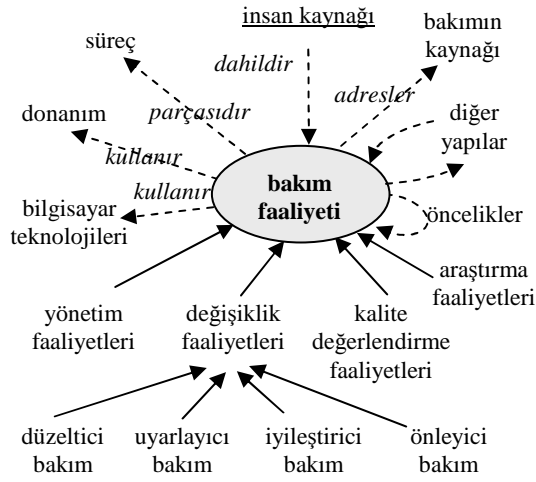 insan kaynağı
bakımın
kaynağı
süreç
dahildir
adresler
donanım
parçasıdır
diğer
yapılar
kullanır
kullanır
bakım
faaliyeti
bilgisayar
teknolojileri
öncelikler
araştırma
faaliyetleri
yönetim
faaliyetleri
değişiklik
faaliyetleri
kalite
değerlendirme
faaliyetleri
düzeltici
bakım
uyarlayıcı
bakım
iyileştirici
bakım
önleyici
bakım